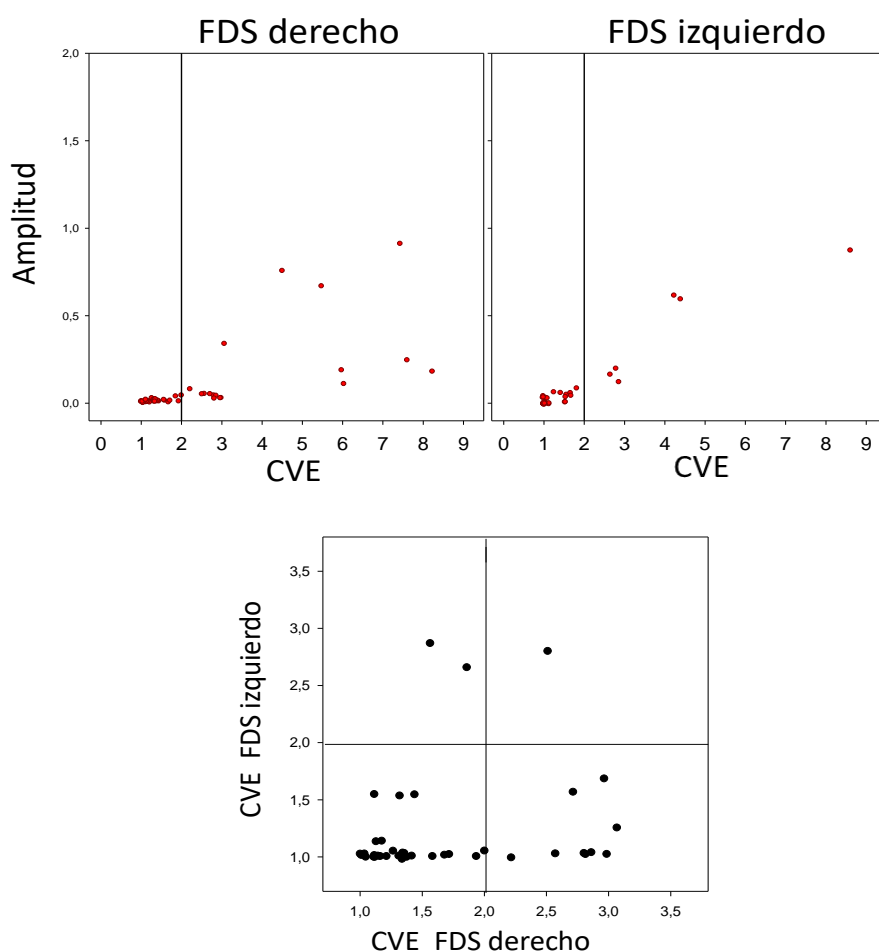 FDS derecho FDS izquierdo
2,0
1,5
1,0
0,5
0,0
Amplitud
0 1 2 3 4 5 6 7 8 9 0 1 2 3 4 5 6 7 8 9
CVE CVE
3,5
3,0
2,5
2,0
1,5
1,0
CVE FDS izquierdo
1,0 1,5 2,0 2,5 3,0 3,5
CVE FDS derecho